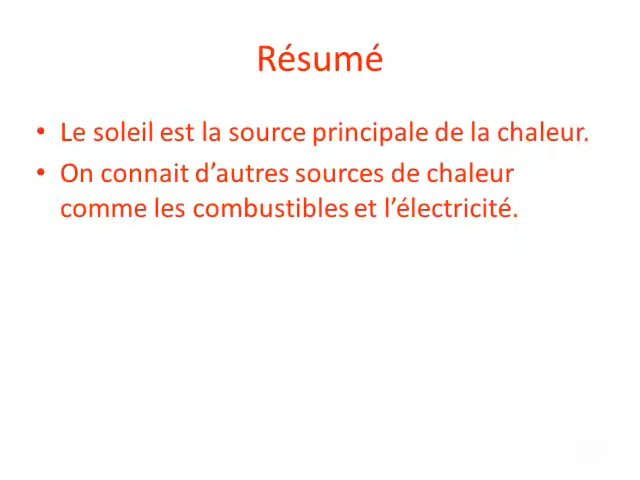 Résumé
• Le soleil est la source principale de la chaleur.
• On connait d’autres sources de chaleur
comme les combustibles et l’électricité.